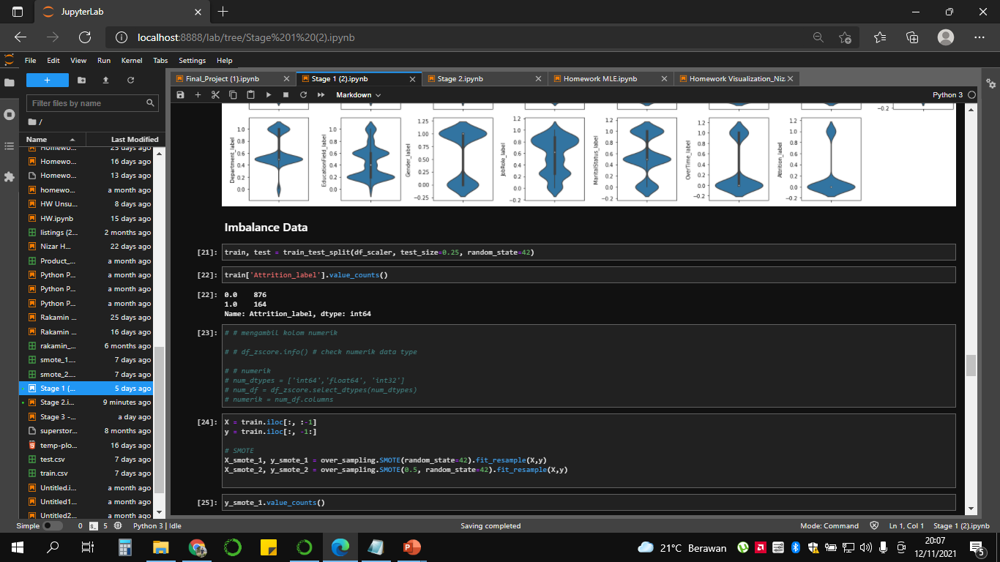 JupyterLab
localhost:8888/lab/tree/Stage%201%20(2).ipynb
File Edit View Run Kernel Tabs Settings Help
Final_Project (1).ipynb
Stage 1 (2).ipynb
Stage 2.ipynb
Homework MLE.ipynb
Homework Visualization_Niz
Markdown
Python 3
Filter files by name
/
Name Last Modified
Homewo... 25 days ago
Homewo... 16 days ago
Homewo... 13 days ago
homewo... a month ago
HW Unsu... 8 days ago
HW.ipynb 15 days ago
listings (2... 2 months ago
Nizar H... 22 days ago
Product_... a month ago
Python P... a month ago
Python P... a month ago
Python P... a month ago
Rakamin ... 25 days ago
Rakamin ... 16 days ago
rakamin_... 6 months ago
smote_1.... 7 days ago
smote_2.... 7 days ago
Stage 1 (... 5 days ago
Stage 2.i... 9 minutes ago
Stage 3 -... a day ago
superstor... 8 months ago
temp-plo... 16 days ago
test.csv 7 days ago
train.csv 7 days ago
Untitled.i... a month ago
Untitled1... a month ago
Untitled2... a month ago
−0.2
Department_label
1.0
0.8
0.6
0.4
0.2
0.0
EducationField_label
1.0
0.8
0.6
0.4
0.2
0.0
Gender_label
1.25
1.00
0.75
0.50
0.25
0.00
−0.25
JobRole_label
1.2
1.0
0.8
0.6
0.4
0.2
0.0
−0.2
MaritalStatus_label
1.2
1.0
0.8
0.6
0.4
0.2
0.0
−0.2
OverTime_label
1.2
1.0
0.8
0.6
0.4
0.2
0.0
−0.2
Attrition_label
1.2
1.0
0.8
0.6
0.4
0.2
0.0
−0.2
Imbalance Data
[21]: train, test = train_test_split(df_scaler, test_size=0.25, random_state=42)
[22]: train['Attrition_label'].value_counts()
[22]: 0.0 876
1.0 164
Name: Attrition_label, dtype: int64
[23]: # # mengambil kolom numerik
# # df_zscore.info() # check numerik data type
# # numerik
# num_dtypes = ['int64','float64', 'int32']
# num_df = df_zscore.select_dtypes(num_dtypes)
# numerik = num_df.columns
[24]: X = train.iloc[:, :-1]
y = train.iloc[:, -1:]
# SMOTE
X_smote_1, y_smote_1 = over_sampling.SMOTE(random_state=42).fit_resample(X,y)
X_smote_2, y_smote_2 = over_sampling.SMOTE(0.5, random_state=42).fit_resample(X,y)
[25]: y_smote_1.value_counts()
Simple 0 5 Python 3 | Idle Saving completed Mode: Command Ln 1, Col 1 Stage 1 (2).ipynb
21°C Berawan
20:07
12/11/2021
5